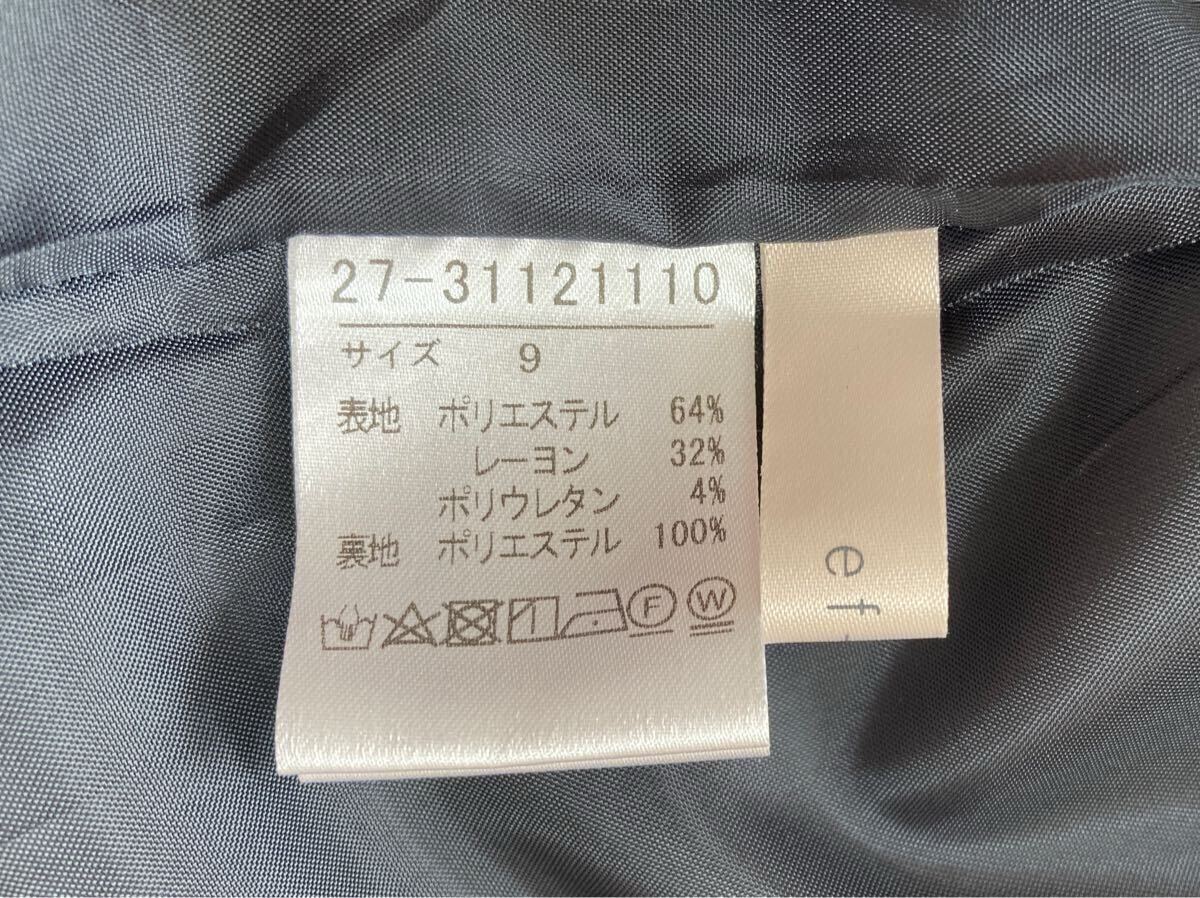 27-31121110
サイズ 9
表地 ポリエステル 64%
レーヨン 32%
ポリウレタン 4%
裏地 ポリエステル 100%
F W
ef